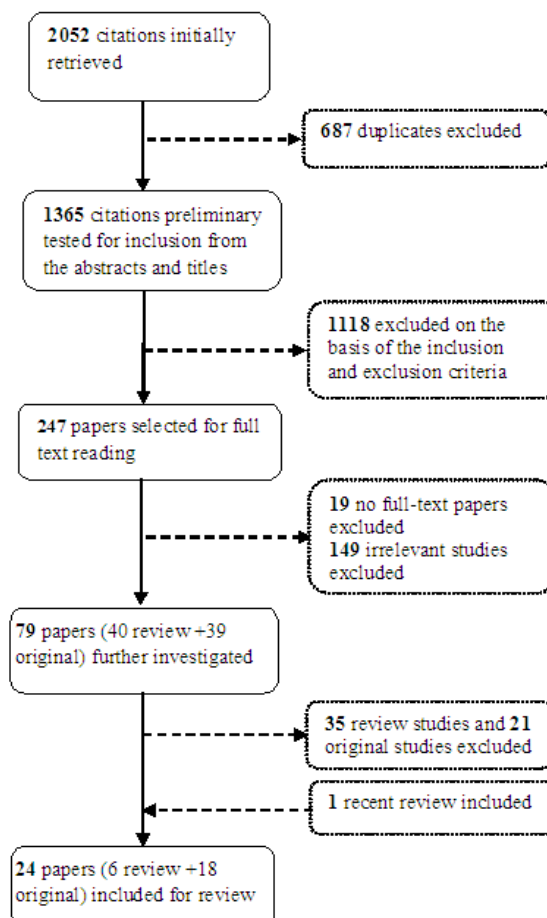 2052 citations initially
retrieved
687 duplicates excluded
1365 citations preliminary
tested for inclusion from
the abstracts and titles
1118 excluded on the
basis of the inclusion
and exclusion criteria
247 papers selected for full
text reading
19 no full-text papers
excluded
149 irrelevant studies
excluded
79 papers (40 review +39
original) further investigated
35 review studies and 21
original studies excluded
1 recent review included
24 papers (6 review +18
original) included for review